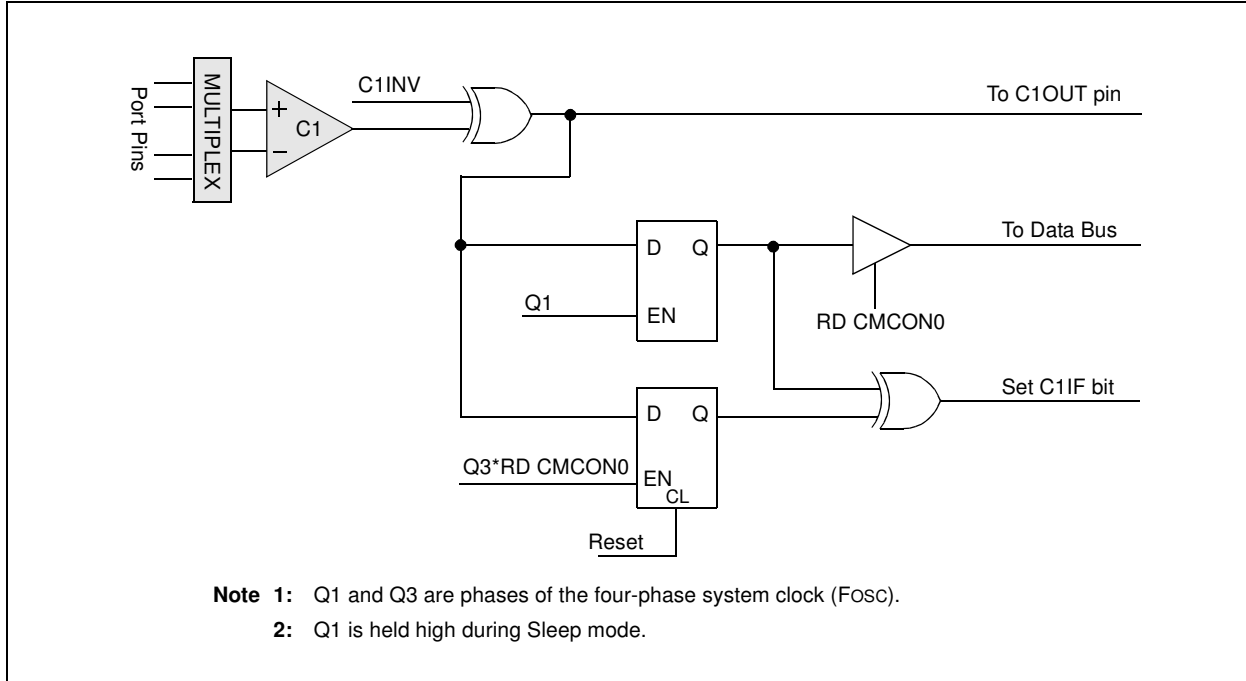 Port Pins
MULTIPLEX
+
–
C1
C1INV
To C1OUT pin
D Q
EN
Q1
To Data Bus
RD CMCON0
D Q
EN
CL
Q3*RD CMCON0
Reset
Set C1IF bit
Note 1: Q1 and Q3 are phases of the four-phase system clock (FOSC).
2: Q1 is held high during Sleep mode.